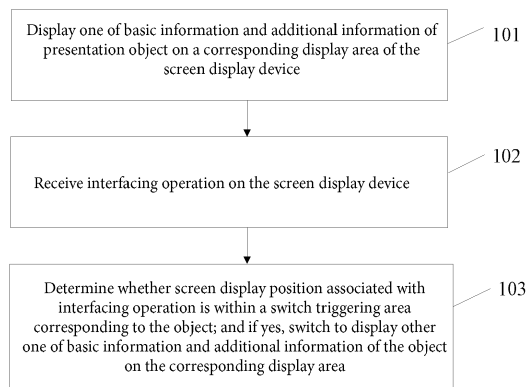 Display one of basic information and additional information of
presentation object on a corresponding display area of the
screen display device
101
Receive interfacing operation on the screen display device
102
Determine whether screen display position associated with
interfacing operation is within a switch triggering area
corresponding to the object; and if yes, switch to display other
one of basic information and additional information of the object
on the corresponding display area
103